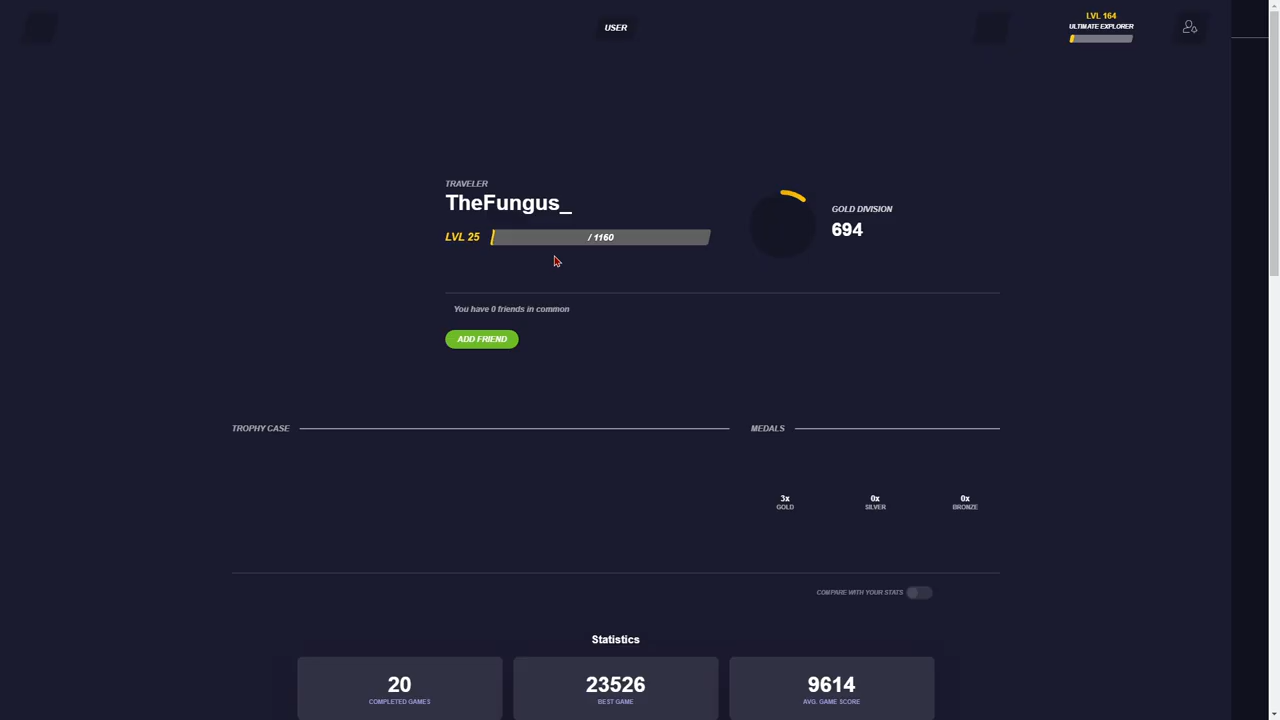 USER
LVL 164
ULTIMATE EXPLORER
TRAVELER
TheFungus_
LVL 25
/ 1160
GOLD DIVISION
694
You have 0 friends in common
ADD FRIEND
TROPHY CASE
MEDALS
3x
GOLD
0x
SILVER
0x
BRONZE
COMPARE WITH YOUR STATS
Statistics
20
COMPLETED GAMES
23526
BEST GAME
9614
AVG. GAME SCORE